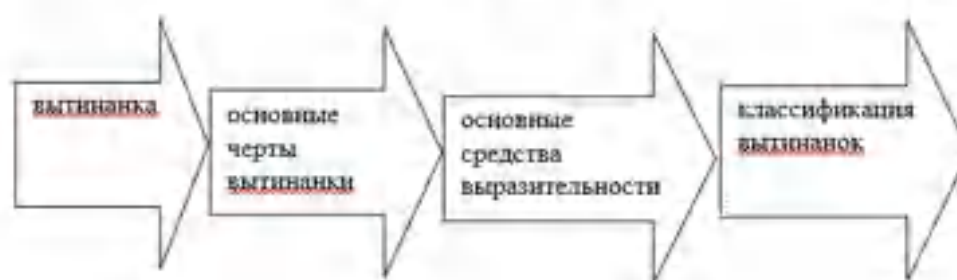 вытинанка
основные
черты
вытинанки
основные
средства
выразительности
классификация
вытинанок